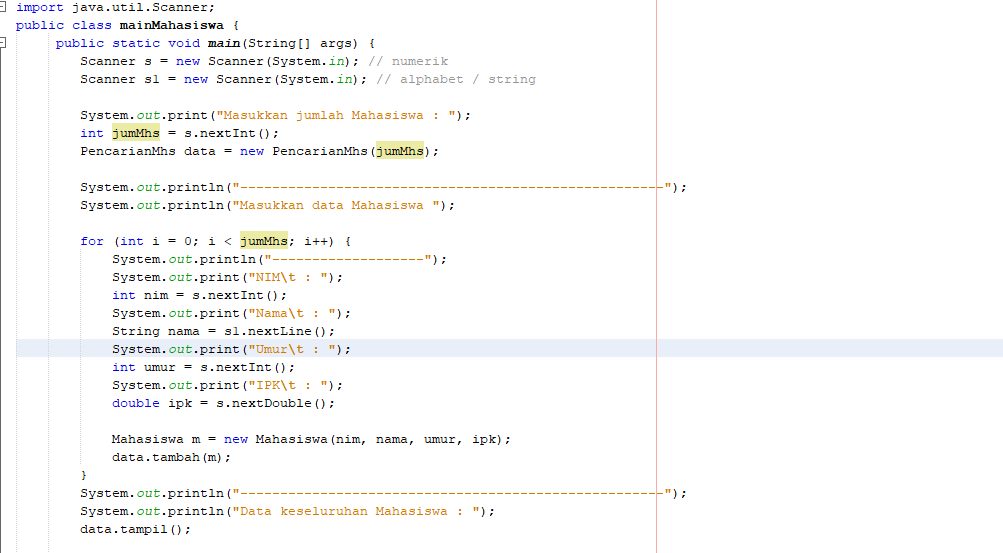 import java.util.Scanner;
public class mainMahasiswa {
    public static void main(String[] args) {
        Scanner s = new Scanner(System.in); // numerik
        Scanner s1 = new Scanner(System.in); // alphabet / string

        System.out.print("Masukkan jumlah Mahasiswa : ");
        int jumMhs = s.nextInt();
        PencarianMhs data = new PencarianMhs(jumMhs);

        System.out.println("-----------------------------------------------------");
        System.out.println("Masukkan data Mahasiswa ");

        for (int i = 0; i < jumMhs; i++) {
            System.out.println("-------------------");
            System.out.print("NIM\t : ");
            int nim = s.nextInt();
            System.out.print("Nama\t : ");
            String nama = s1.nextLine();
            System.out.print("Umur\t : ");
            int umur = s.nextInt();
            System.out.print("IPK\t : ");
            double ipk = s.nextDouble();

            Mahasiswa m = new Mahasiswa(nim, nama, umur, ipk);
            data.tambah(m);
        }
        System.out.println("-----------------------------------------------------");
        System.out.println("Data keseluruhan Mahasiswa : ");
        data.tampil();